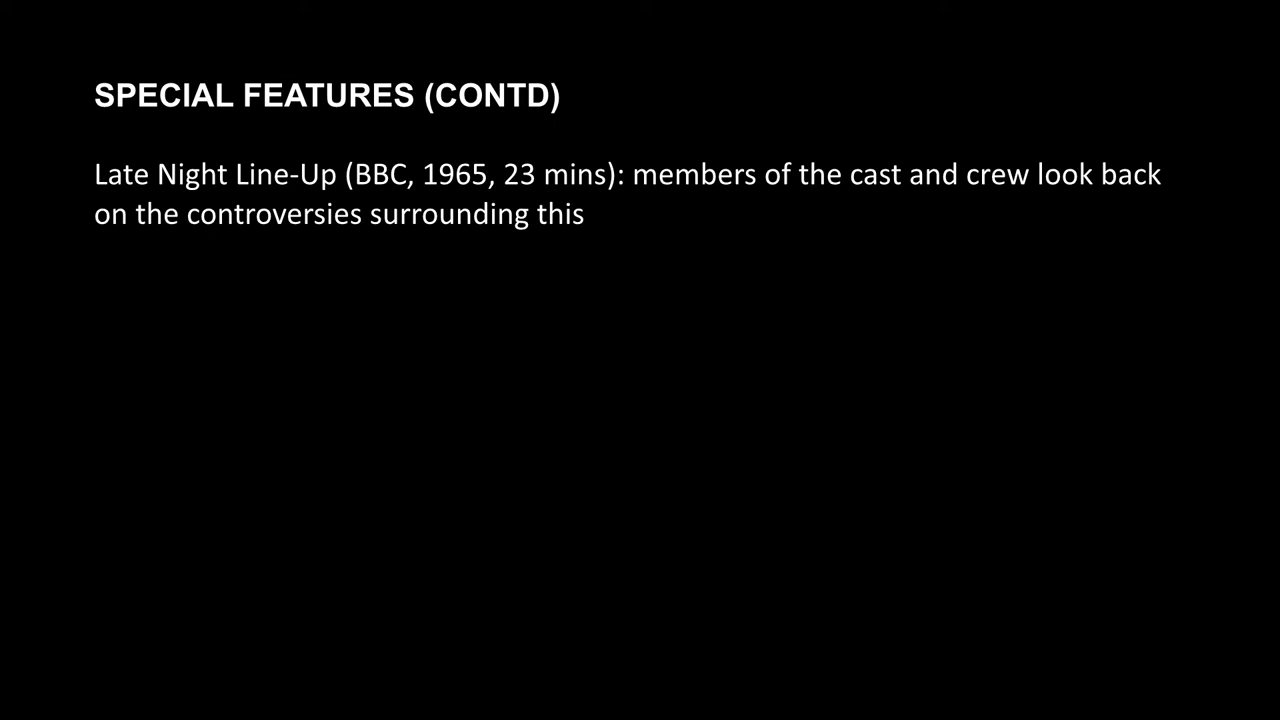 SPECIAL FEATURES (CONTD)
Late Night Line-Up (BBC, 1965, 23 mins): members of the cast and crew look back
on the controversies surrounding this